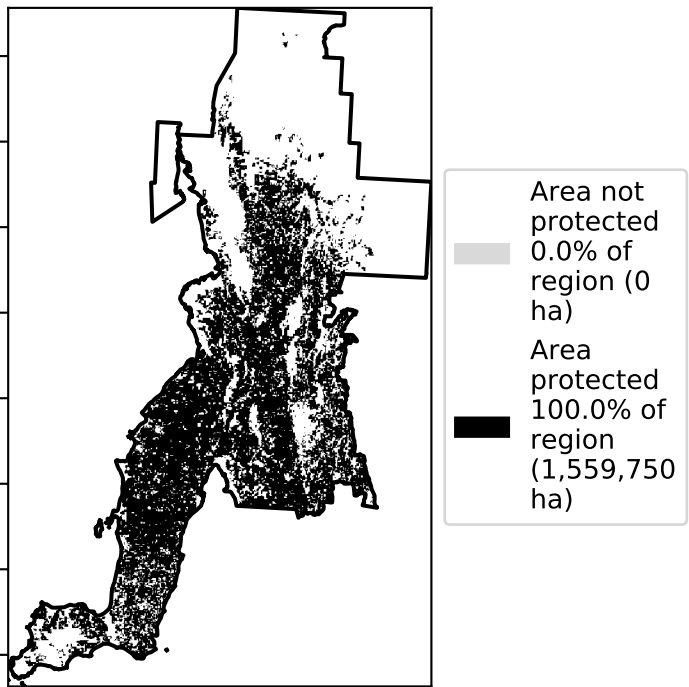 Area not
protected
0.0% of
region (0
ha)
Area
protected
100.0% of
region
(1,559,750
ha)